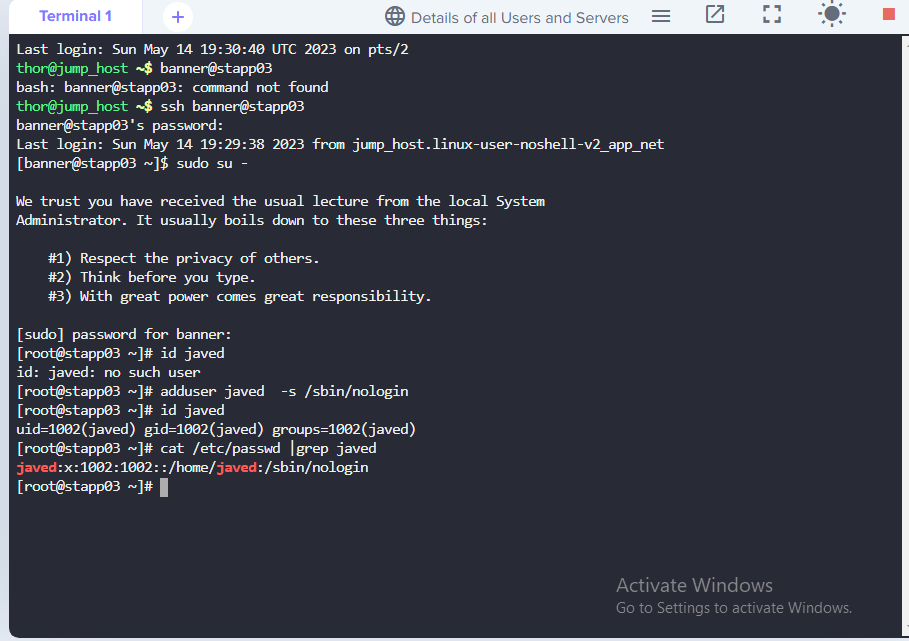 Terminal 1
+
Details of all Users and Servers
Last login: Sun May 14 19:30:40 UTC 2023 on pts/2
thor@jump_host ~$ banner@stapp03
bash: banner@stapp03: command not found
thor@jump_host ~$ ssh banner@stapp03
banner@stapp03's password:
Last login: Sun May 14 19:29:38 2023 from jump_host.linux-user-noshell-v2_app_net
[banner@stapp03 ~]$ sudo su -
We trust you have received the usual lecture from the local System
Administrator. It usually boils down to these three things:
#1) Respect the privacy of others.
#2) Think before you type.
#3) With great power comes great responsibility.
[sudo] password for banner:
[root@stapp03 ~]# id javed
id: javed: no such user
[root@stapp03 ~]# adduser javed  -s /sbin/nologin
[root@stapp03 ~]# id javed
uid=1002(javed) gid=1002(javed) groups=1002(javed)
[root@stapp03 ~]# cat /etc/passwd |grep javed
javed:x:1002:1002::/home/javed:/sbin/nologin
[root@stapp03 ~]#
Activate Windows
Go to Settings to activate Windows.